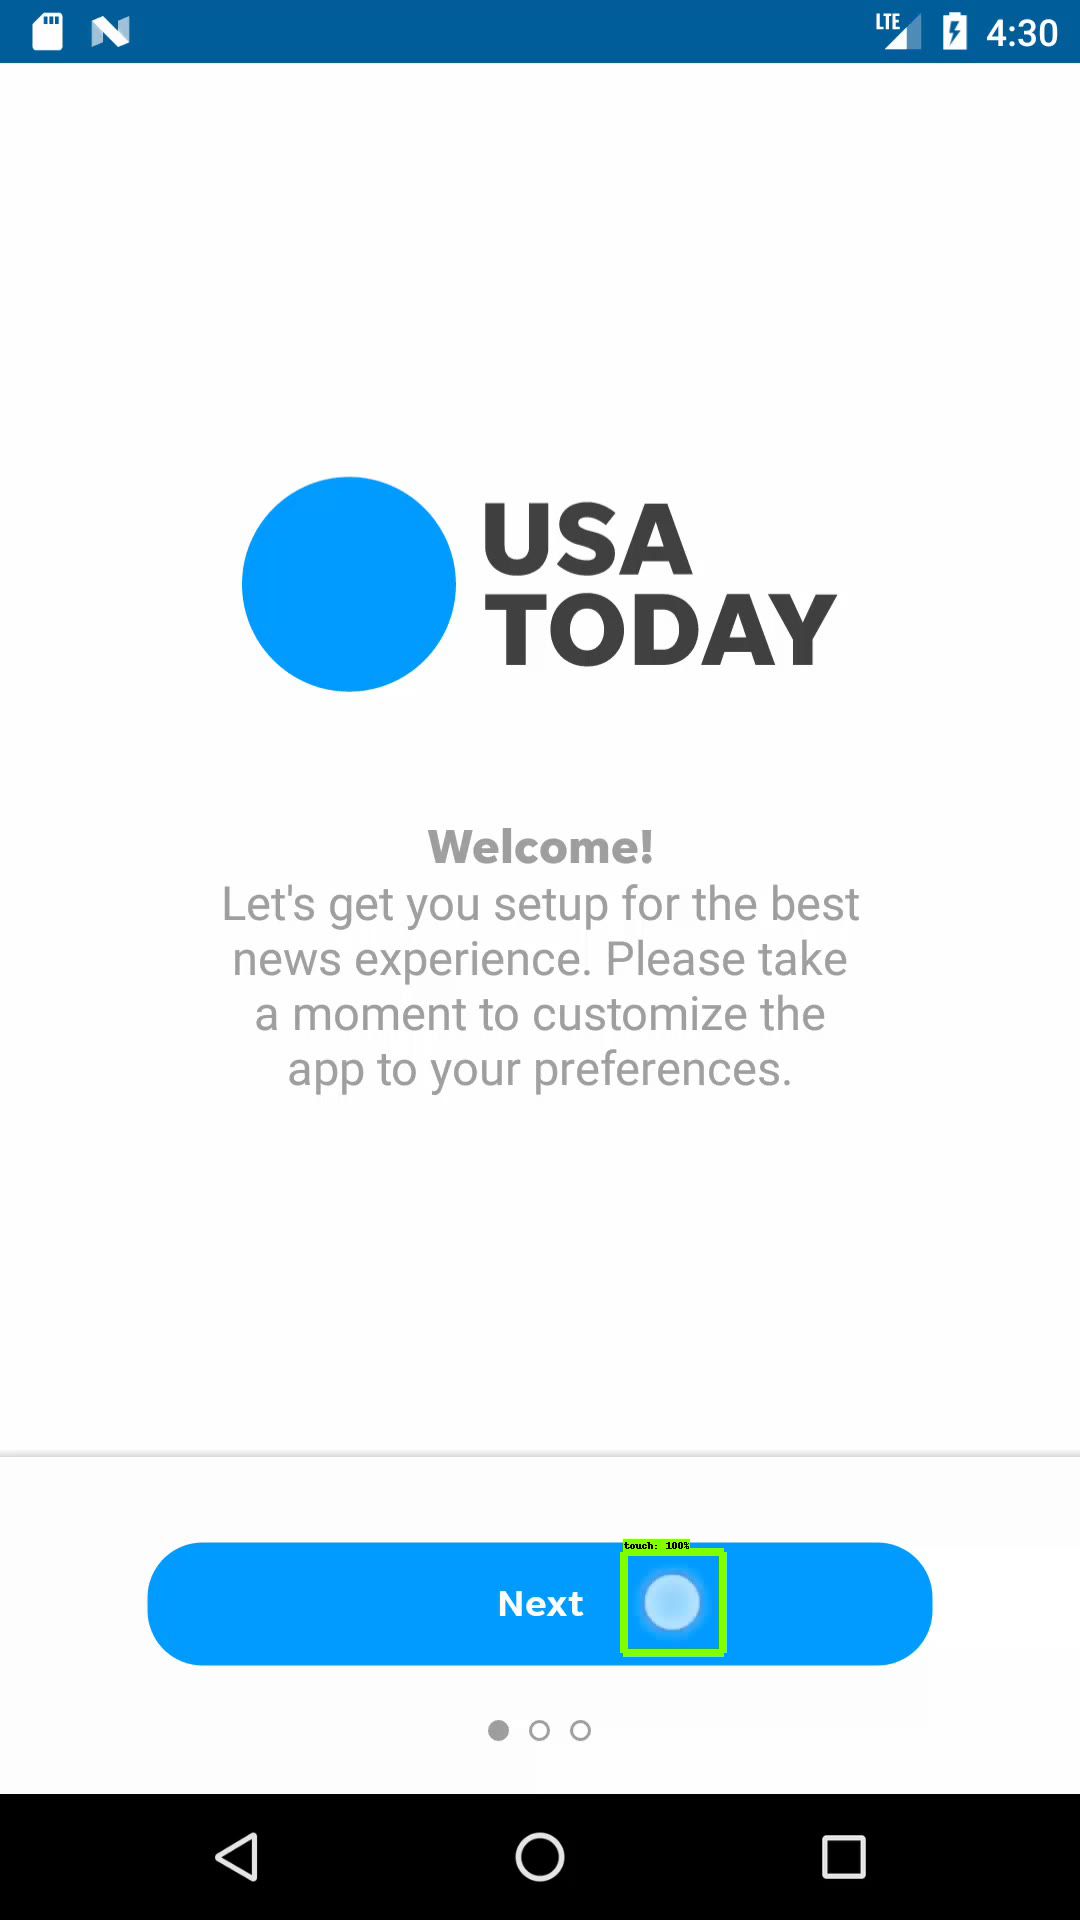 LTE 4:30
USA
TODAY
Welcome!
Let's get you setup for the best
news experience. Please take
a moment to customize the
app to your preferences.
touch: 100%
Next